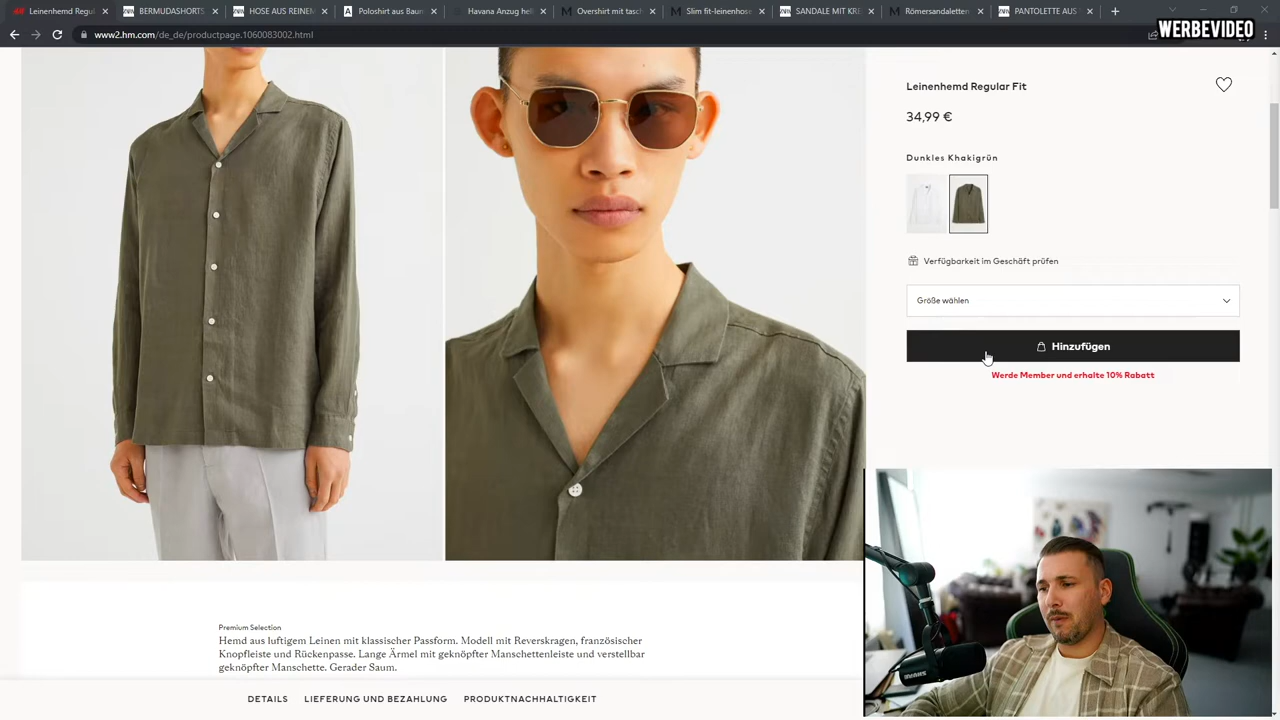 Leinenhemd Regul
BERMUDASHORTS
HOSE AUS REINEM
Poloshirt aus Baum
Havana Anzug hell
Overshirt mit tasch
Slim fit-leinenhose
SANDALE MIT KRE
Römersandaletten
PANTOLETTE AUS
WERBEVIDEO
www2.hm.com/de_de/productpage.1060083002.html
Leinenhemd Regular Fit
34,99 €
Dunkles Khakigrün
Verfügbarkeit im Geschäft prüfen
Größe wählen
Hinzufügen
Werde Member und erhalte 10% Rabatt
Premium Selection
Hemd aus luftigem Leinen mit klassischer Passform. Modell mit Reverskragen, französischer
Knopfleiste und Rückenpasse. Lange Ärmel mit geknöpfter Manschettenleiste und verstellbar
geknöpfter Manschette. Gerader Saum.
DETAILS
LIEFERUNG UND BEZAHLUNG
PRODUKTNACHHALTIGKEIT